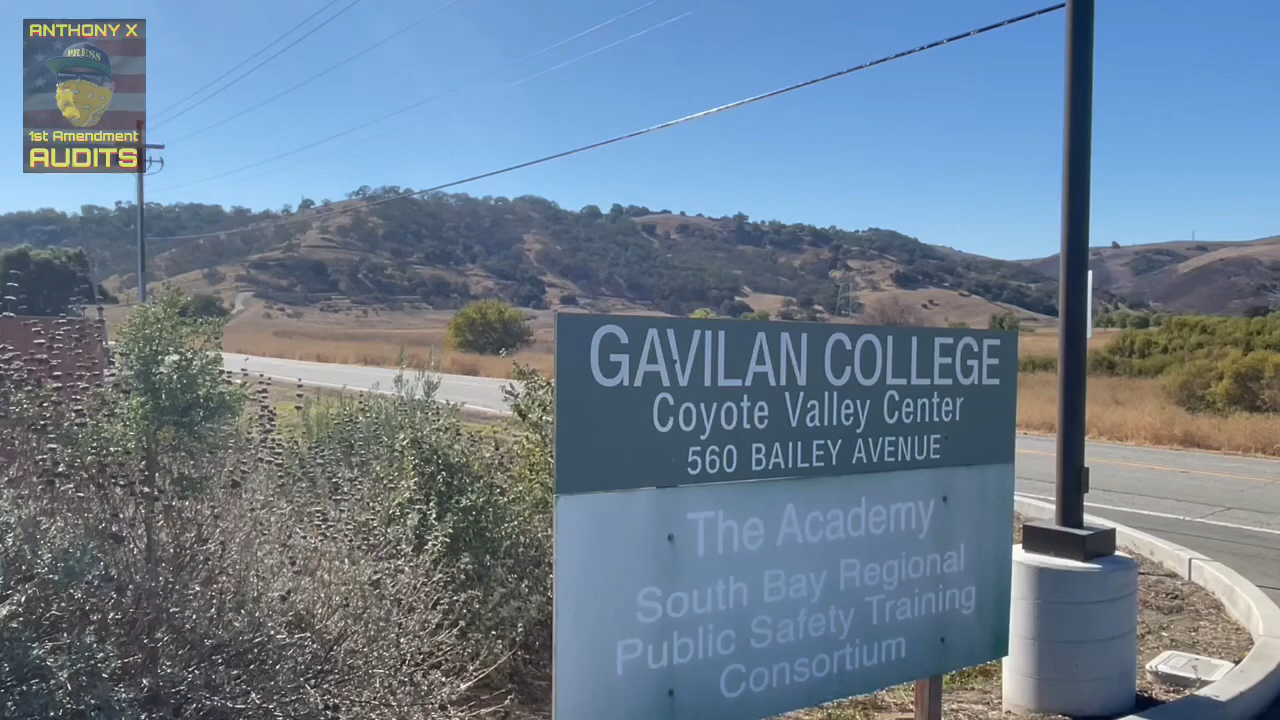 ANTHONY X
PRESS
1st Amendment
AUDITS
GAVILAN COLLEGE
Coyote Valley Center
560 BAILEY AVENUE
The Academy
South Bay Regional
Public Safety Training
Consortium